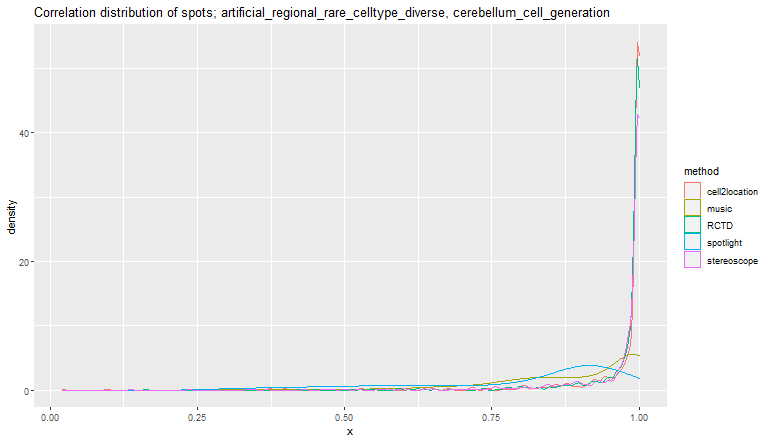 Correlation distribution of spots; artificial_regional_rare_celltype_diverse, cerebellum_cell_generation
density
40
20
0
0.00 0.25 0.50 0.75 1.00
x
method
cell2location
music
RCTD
spotlight
stereoscope